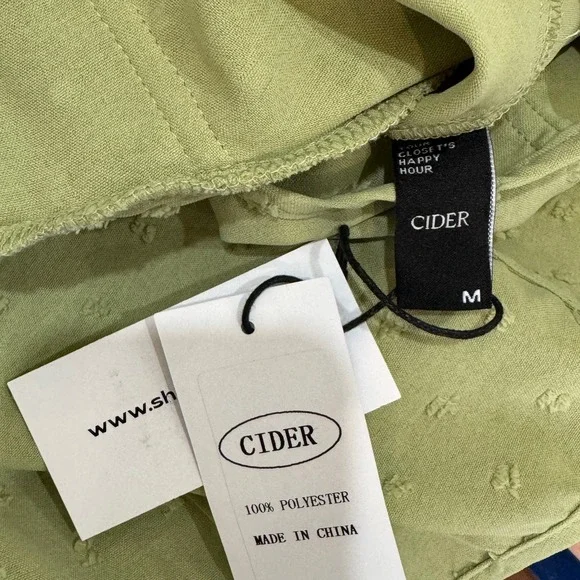 CLOSET'S
HAPPY
HOUR
CIDER
M
www.sh
CIDER
100% POLYESTER
MADE IN CHINA